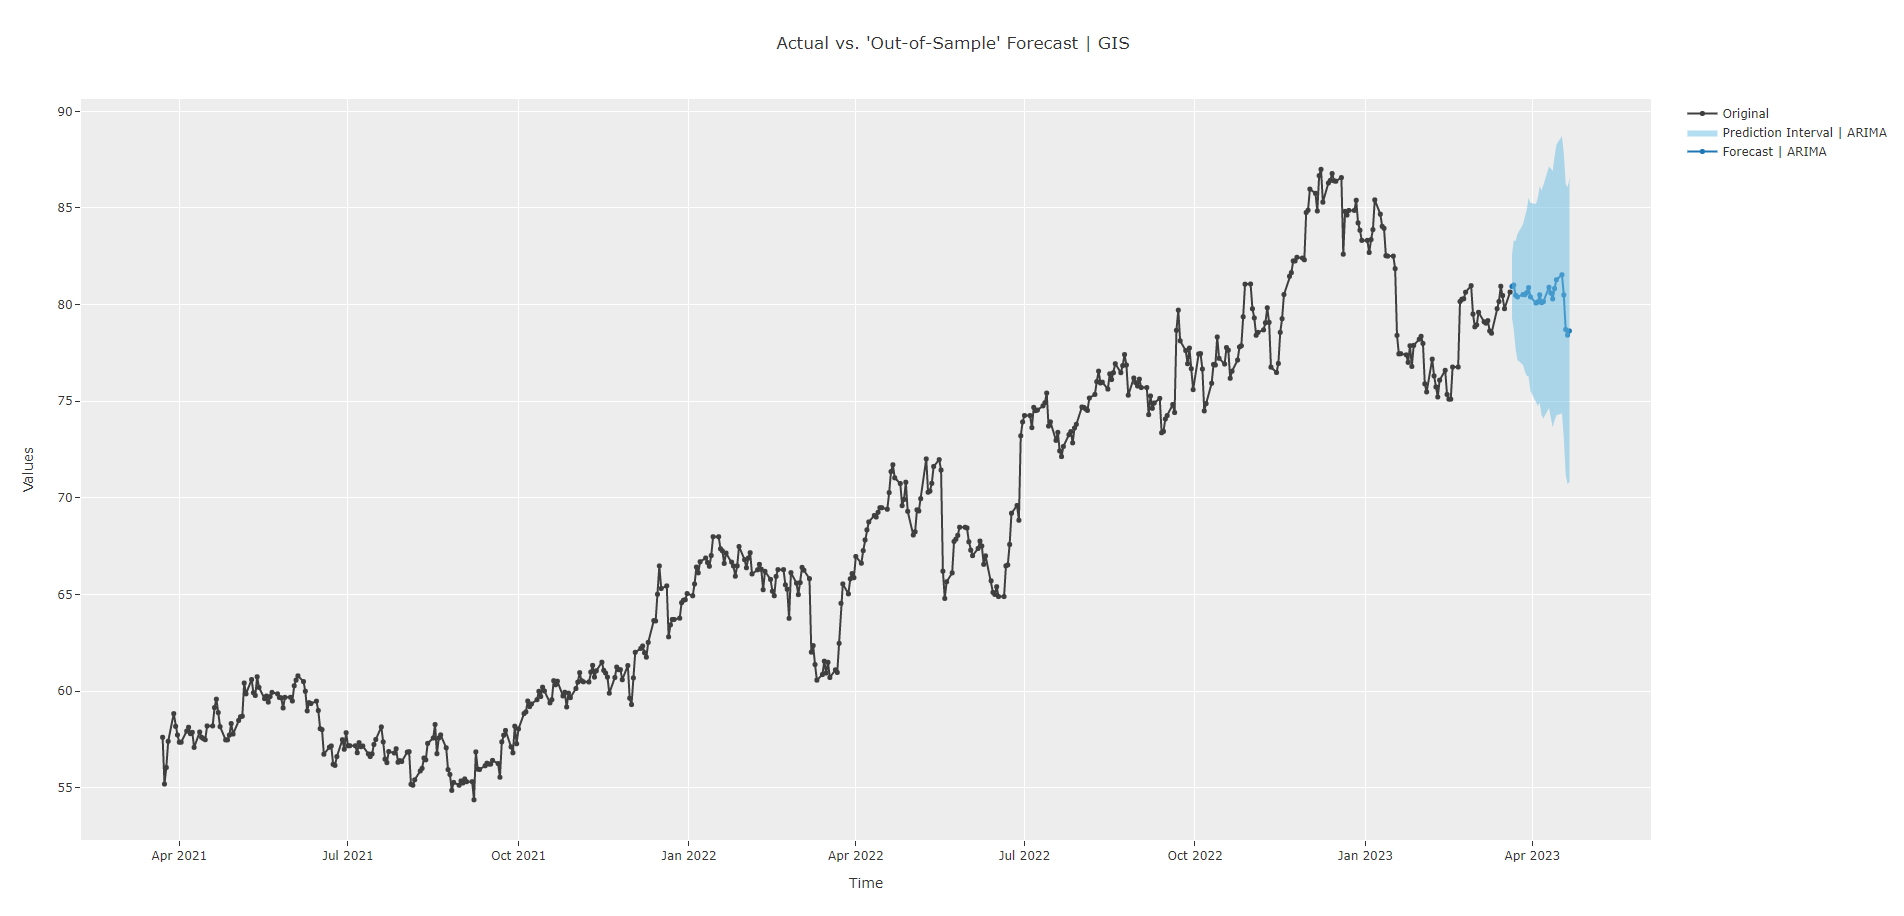 Actual vs. 'Out-of-Sample' Forecast | GIS
Original
Prediction Interval | ARIMA
Forecast | ARIMA
90
85
80
75
70
65
60
55
Values
Apr 2021
Jul 2021
Oct 2021
Jan 2022
Apr 2022
Jul 2022
Oct 2022
Jan 2023
Apr 2023
Time